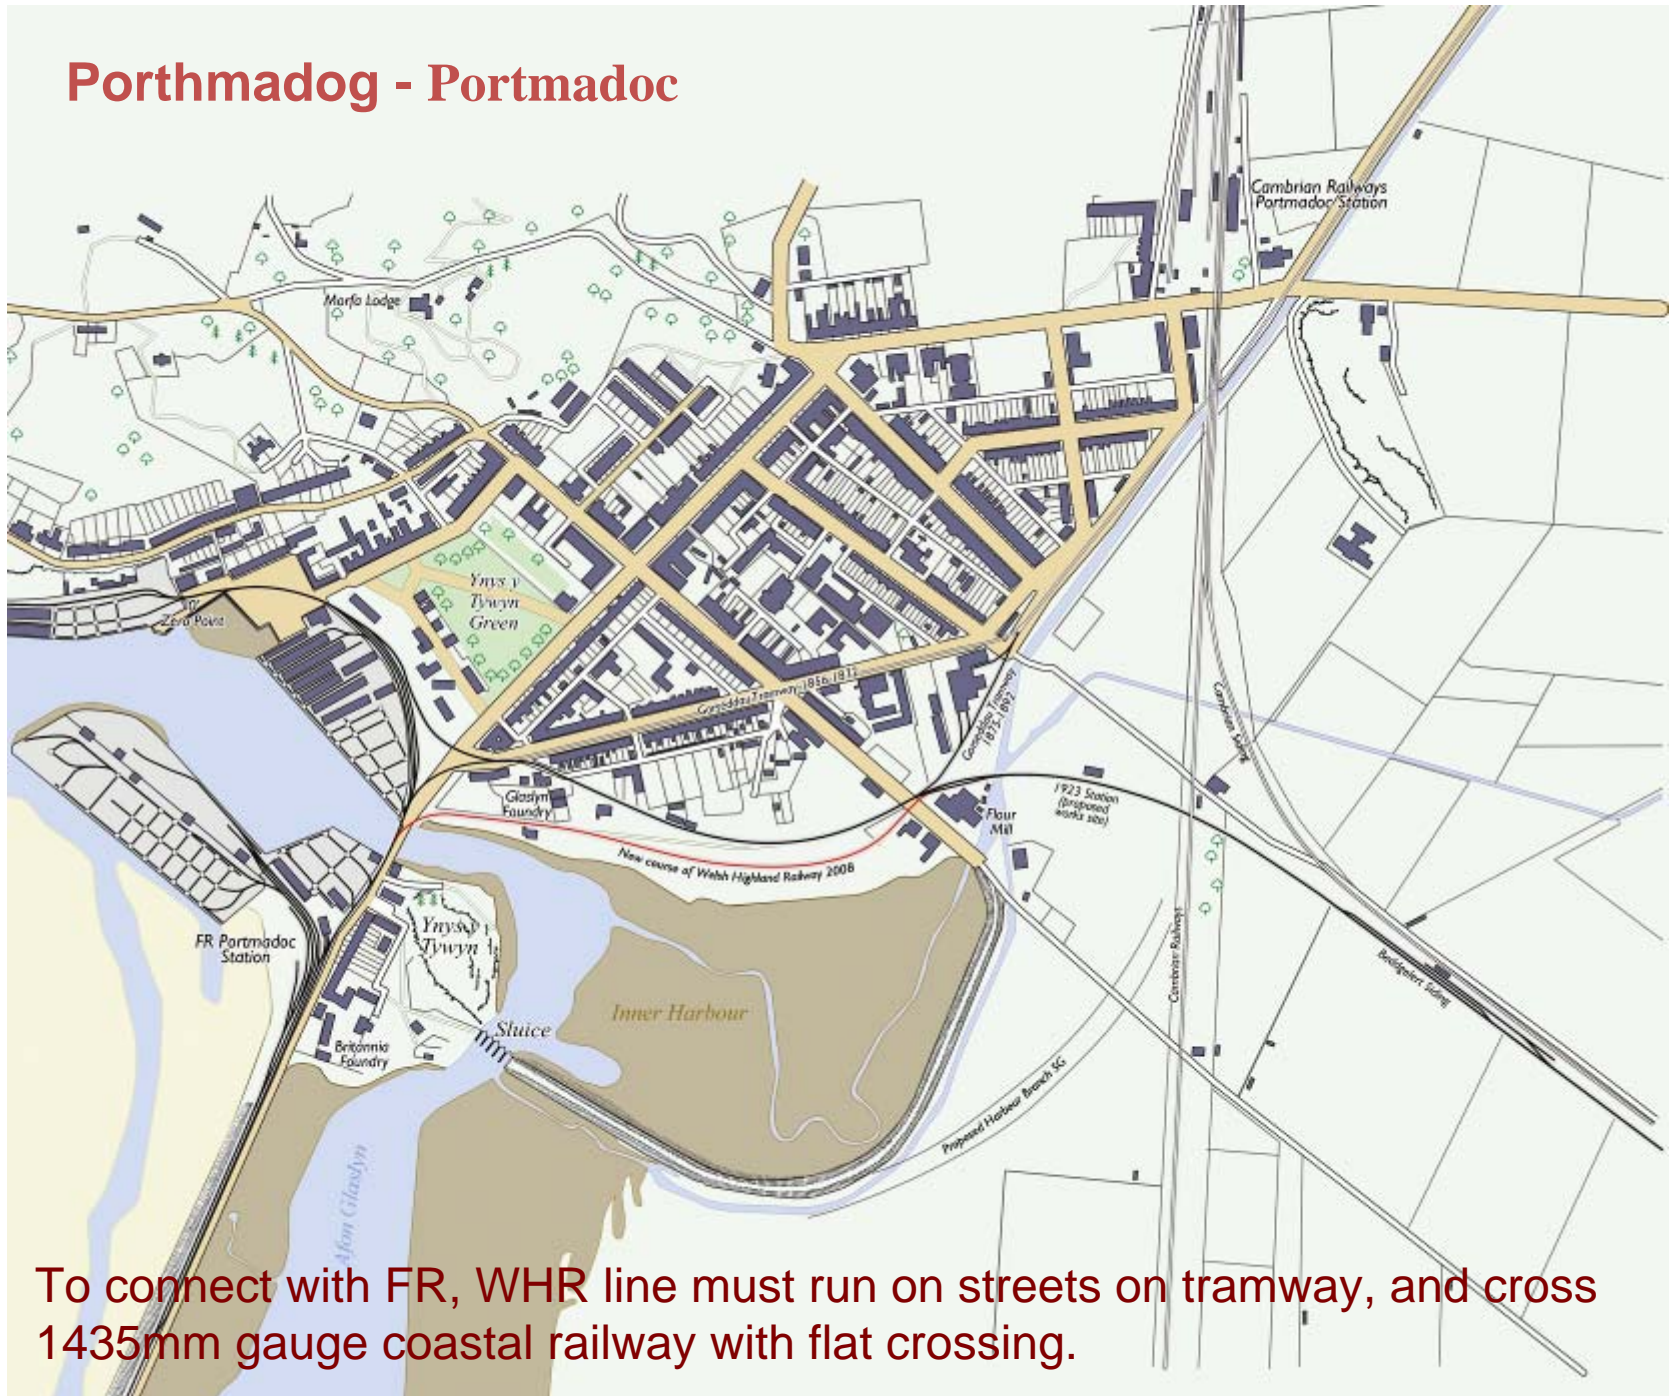 Porthmadog - Portmadoc
Cambrian Railways
Portmadoc Station
Morfa Lodge
Ynys y
Tywyn
Green
Zero Point
Gorseddau Tramway 1856-1872
Gorseddau Tramway
1875-1892
Cambrian Siding
Glaslyn
Foundry
Flour
Mill
1923 Station
(proposed
works site)
New course of Welsh Highland Railway 2008
FR Portmadoc
Station
Ynys y
Tywyn
Cambrian Railways
Beddgelert Siding
Inner Harbour
Sluice
Britannia
Foundry
Proposed Harbour Branch SG
Afon Glaslyn
To connect with FR, WHR line must run on streets on tramway, and cross
1435mm gauge coastal railway with flat crossing.